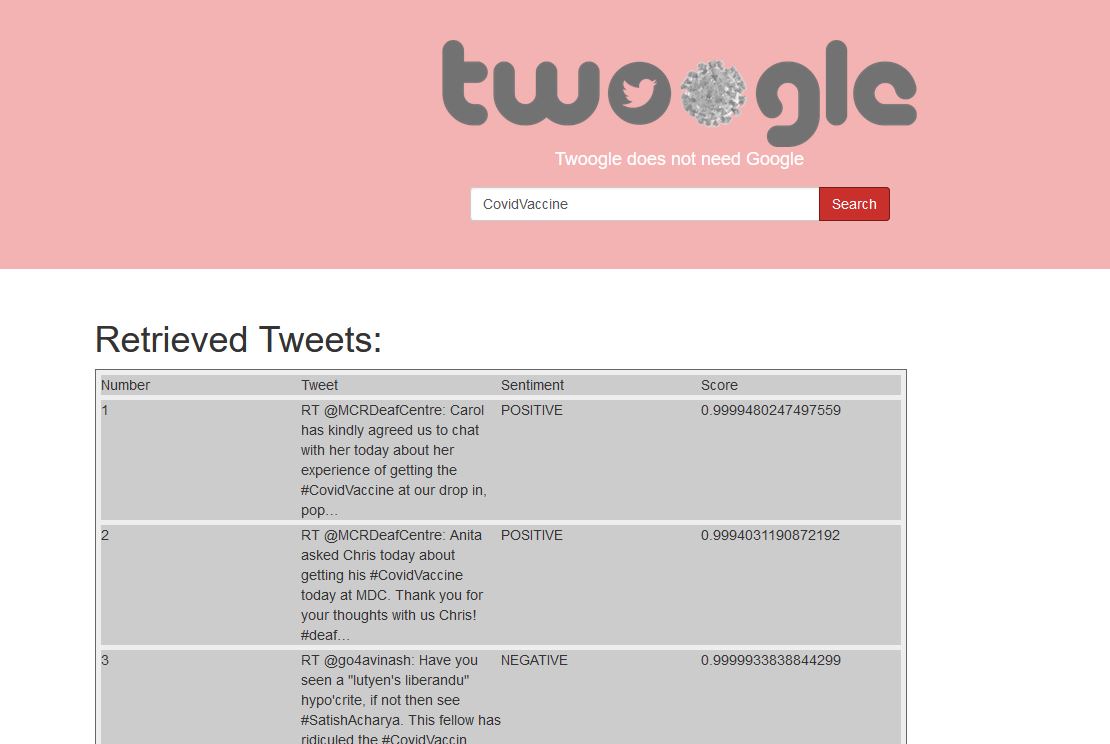 twoogle
Twoogle does not need Google
CovidVaccine
Search
Retrieved Tweets:
Number Tweet Sentiment Score
1 RT @MCRDeafCentre: Carol POSITIVE 0.9999480247497559
has kindly agreed us to chat
with her today about her
experience of getting the
#CovidVaccine at our drop in,
pop…
2 RT @MCRDeafCentre: Anita POSITIVE 0.9994031190872192
asked Chris today about
getting his #CovidVaccine
today at MDC. Thank you for
your thoughts with us Chris!
#deaf…
3 RT @go4avinash: Have you NEGATIVE 0.9999933838844299
seen a "lutyen's liberandu"
hypo'crite, if not then see
#SatishAcharya. This fellow has
ridiculed the #CovidVaccin